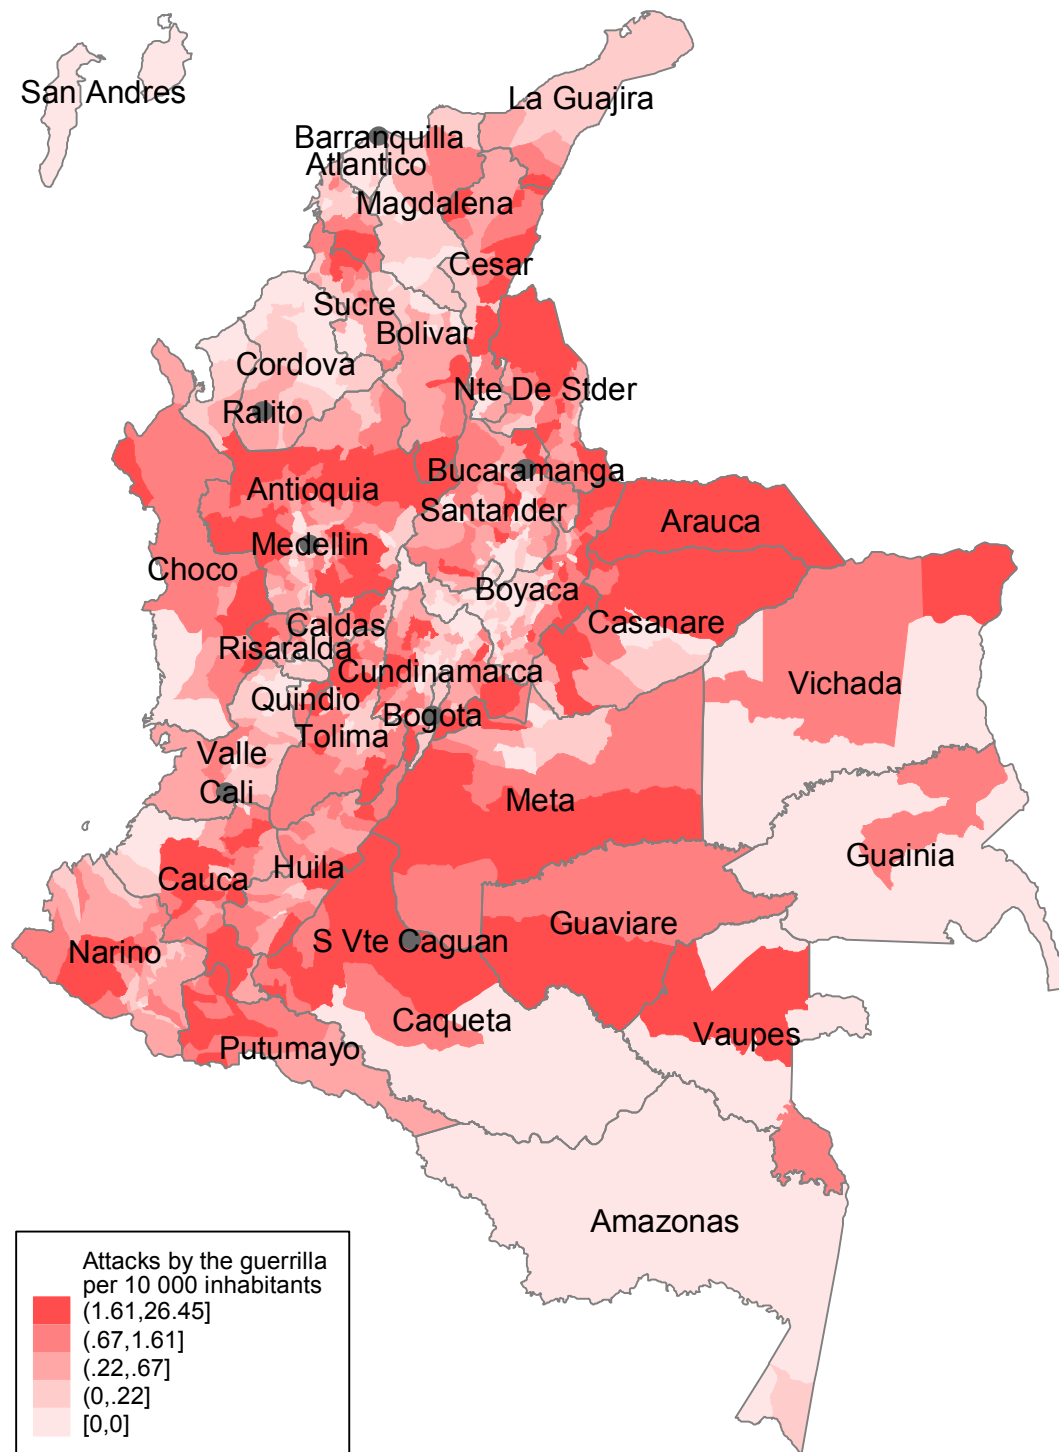 San Andres
La Guajira
Barranquilla
Atlantico
Magdalena
Cesar
Sucre
Bolivar
Cordova
Nte De Stder
Ralito
Bucaramanga
Antioquia
Santander
Arauca
Medellin
Choco
Boyaca
Caldas
Casanare
Risaralda
Cundinamarca
Vichada
Quindio
Bogota
Tolima
Valle
Cali
Meta
Huila
Guainia
Cauca
Guaviare
S Vte Caguan
Narino
Caqueta
Vaupes
Putumayo
Amazonas
Attacks by the guerrilla
per 10 000 inhabitants
(1.61,26.45]
(.67,1.61]
(.22,.67]
(0,.22]
[0,0]